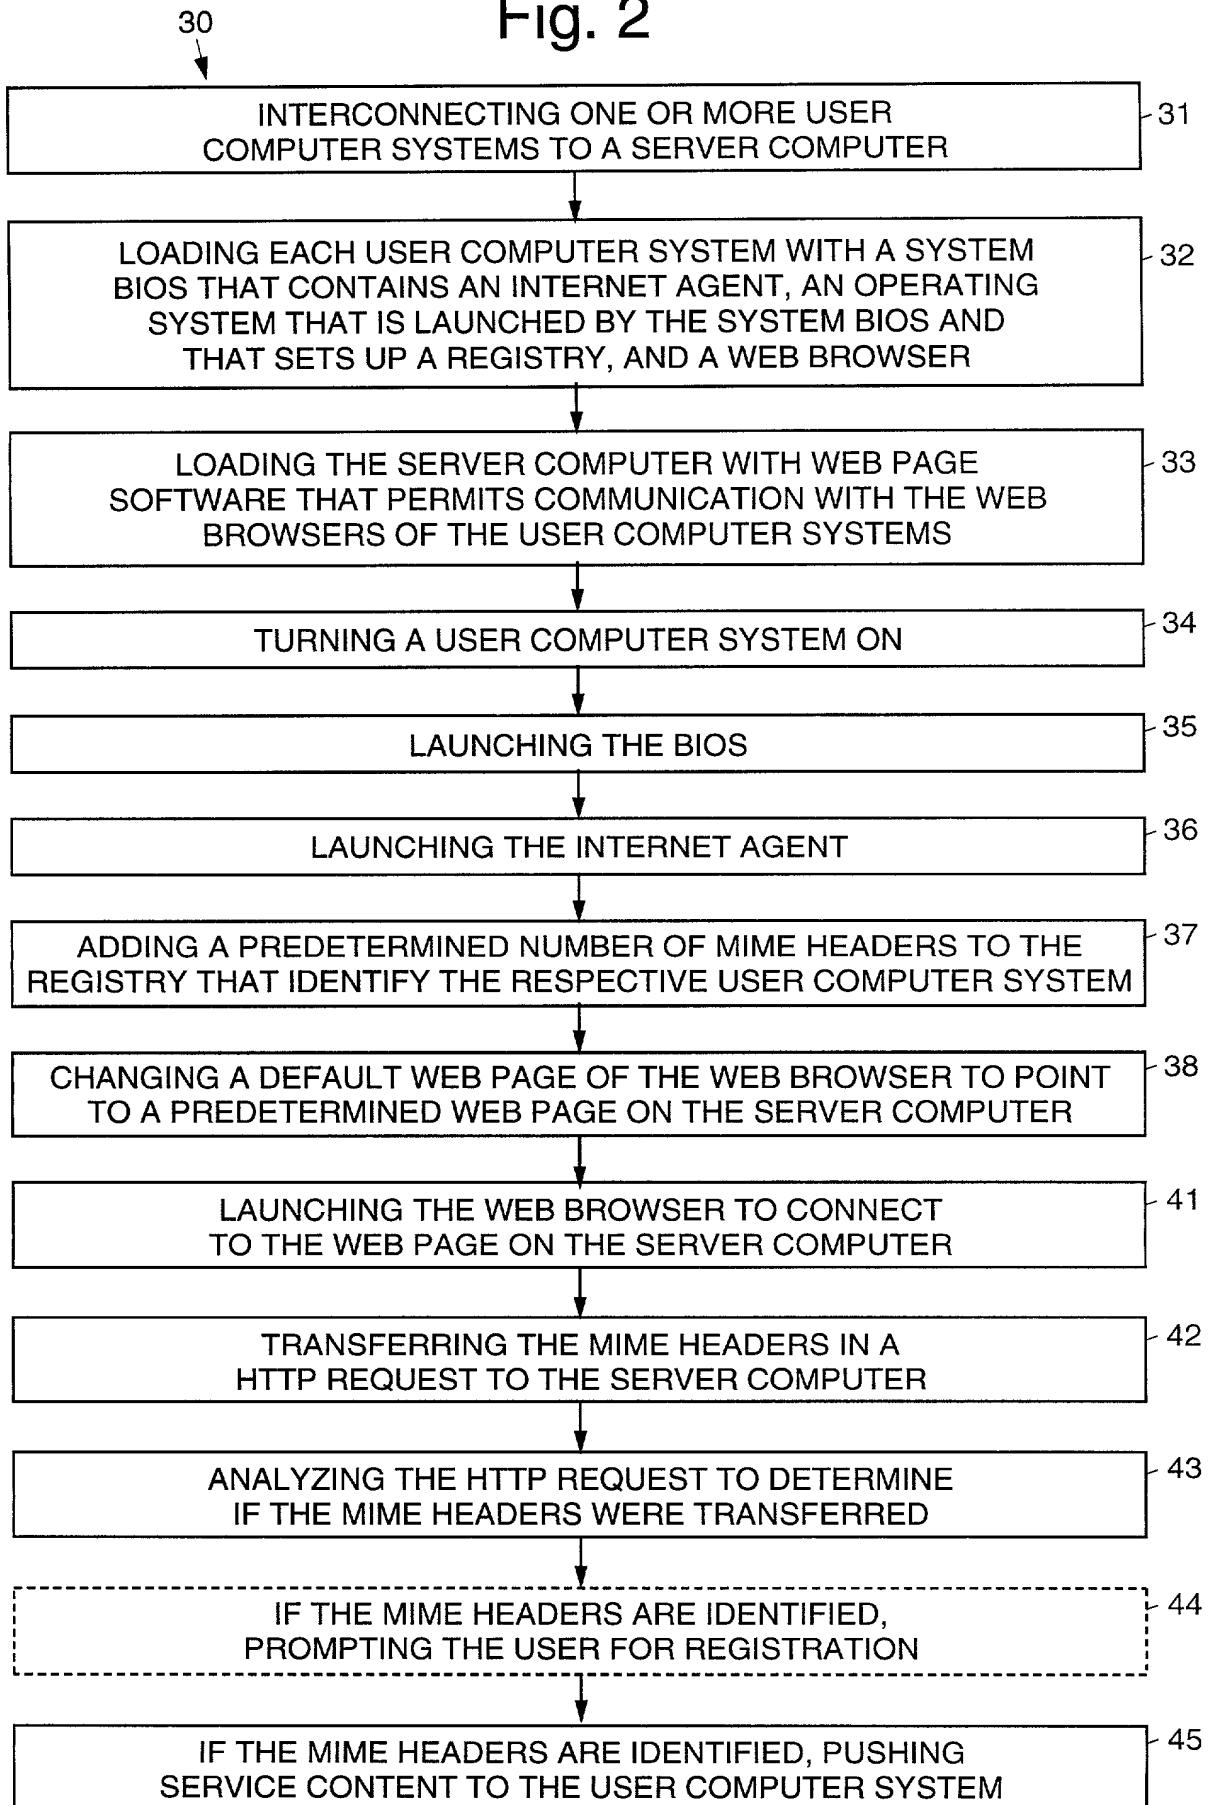 Fig. 2
30
INTERCONNECTING ONE OR MORE USER
COMPUTER SYSTEMS TO A SERVER COMPUTER
31
LOADING EACH USER COMPUTER SYSTEM WITH A SYSTEM
BIOS THAT CONTAINS AN INTERNET AGENT, AN OPERATING
SYSTEM THAT IS LAUNCHED BY THE SYSTEM BIOS AND
THAT SETS UP A REGISTRY, AND A WEB BROWSER
32
LOADING THE SERVER COMPUTER WITH WEB PAGE
SOFTWARE THAT PERMITS COMMUNICATION WITH THE WEB
BROWSERS OF THE USER COMPUTER SYSTEMS
33
TURNING A USER COMPUTER SYSTEM ON
34
LAUNCHING THE BIOS
35
LAUNCHING THE INTERNET AGENT
36
ADDING A PREDETERMINED NUMBER OF MIME HEADERS TO THE
REGISTRY THAT IDENTIFY THE RESPECTIVE USER COMPUTER SYSTEM
37
CHANGING A DEFAULT WEB PAGE OF THE WEB BROWSER TO POINT
TO A PREDETERMINED WEB PAGE ON THE SERVER COMPUTER
38
LAUNCHING THE WEB BROWSER TO CONNECT
TO THE WEB PAGE ON THE SERVER COMPUTER
41
TRANSFERRING THE MIME HEADERS IN A
HTTP REQUEST TO THE SERVER COMPUTER
42
ANALYZING THE HTTP REQUEST TO DETERMINE
IF THE MIME HEADERS WERE TRANSFERRED
43
IF THE MIME HEADERS ARE IDENTIFIED,
PROMPTING THE USER FOR REGISTRATION
44
IF THE MIME HEADERS ARE IDENTIFIED, PUSHING
SERVICE CONTENT TO THE USER COMPUTER SYSTEM
45